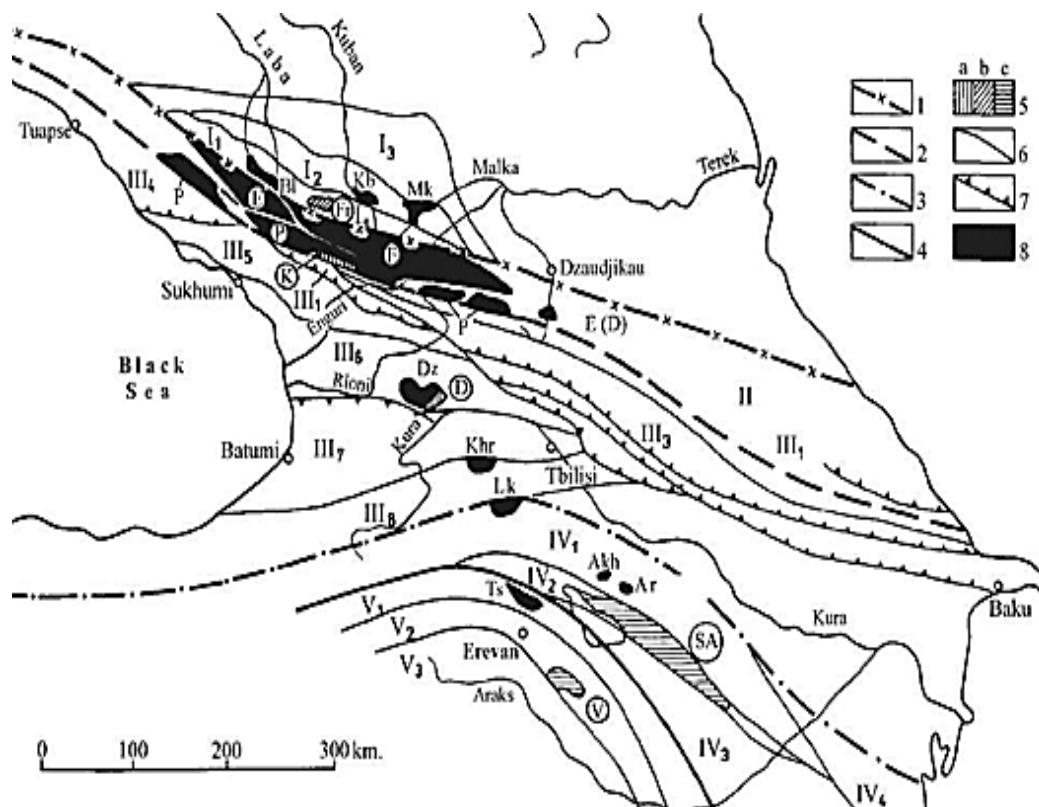 Laba
Kuban
a b c
1
5
2
6
3
7
4
8
Tuapse
I₁
I₂
I₃
Bl
Kb
Mk
Malka
Terek
III₄
P
F
P
F
III₅
K
Sukhumi
III₁
Enguri
P
Dzaudjikau
E (D)
Black
Sea
III₆
Rioni
Dz
D
II
III₃
III₁
Batumi
III₇
Kura
Khr
Tbilisi
Lk
III₈
IV₁
Akh
Ar
IV₂
Ts
V₁
V₂
V₃
Erevan
SA
Kura
Baku
Araks
V
IV₃
IV₄
0 100 200 300 km.